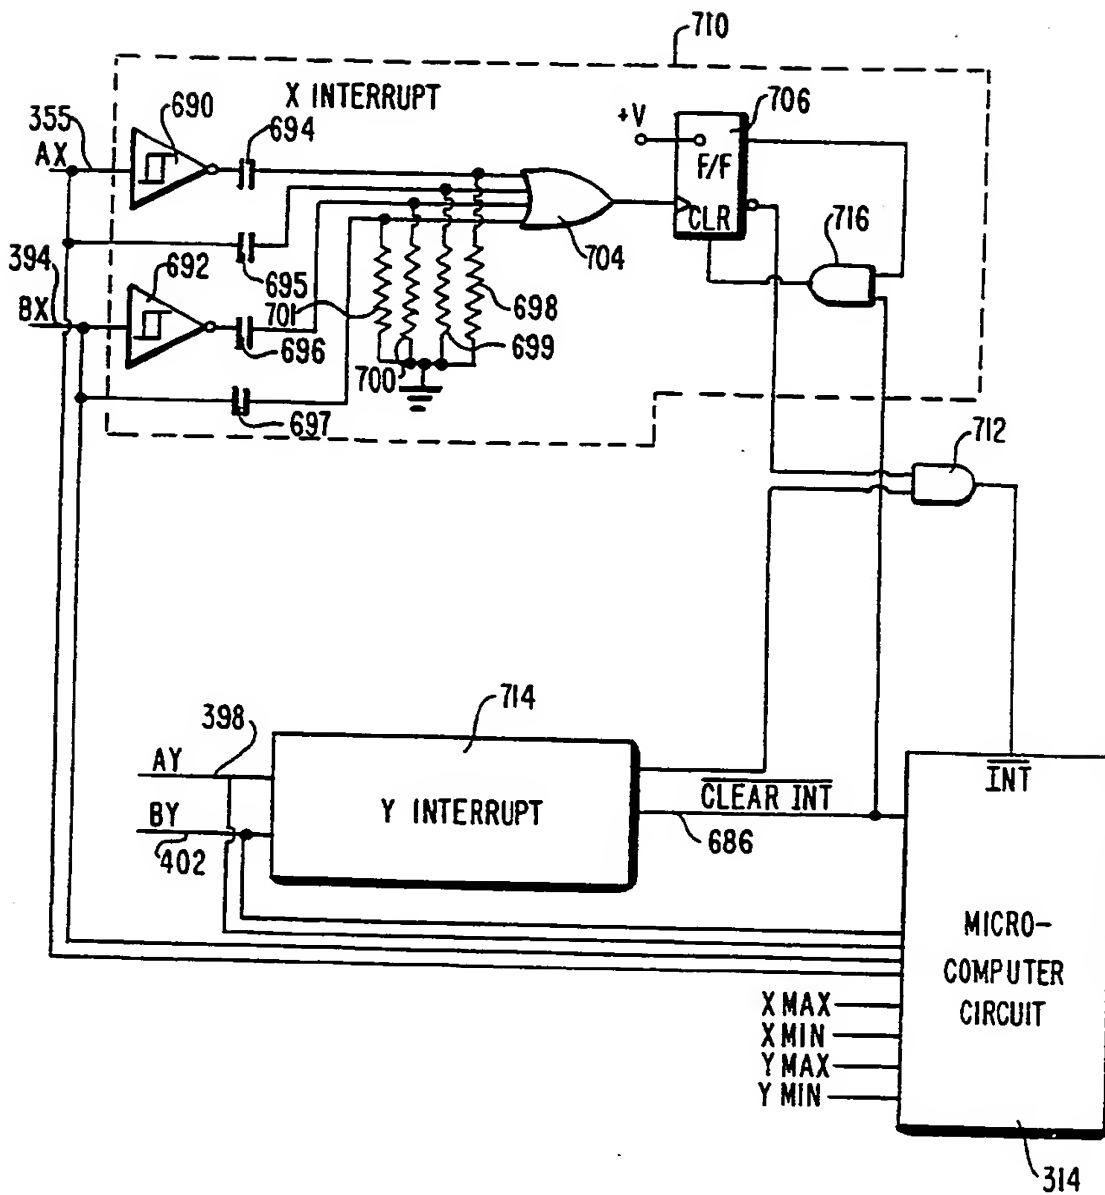 710
X INTERRUPT
690
694
706
355
AX
+V
F/F
CLR
716
704
394
692
695
701
698
BX
696
700
699
697
712
714
398
AY
BY
402
Y INTERRUPT
CLEAR INT
686
INT
MICRO-
COMPUTER
CIRCUIT
X MAX
X MIN
Y MAX
Y MIN
314